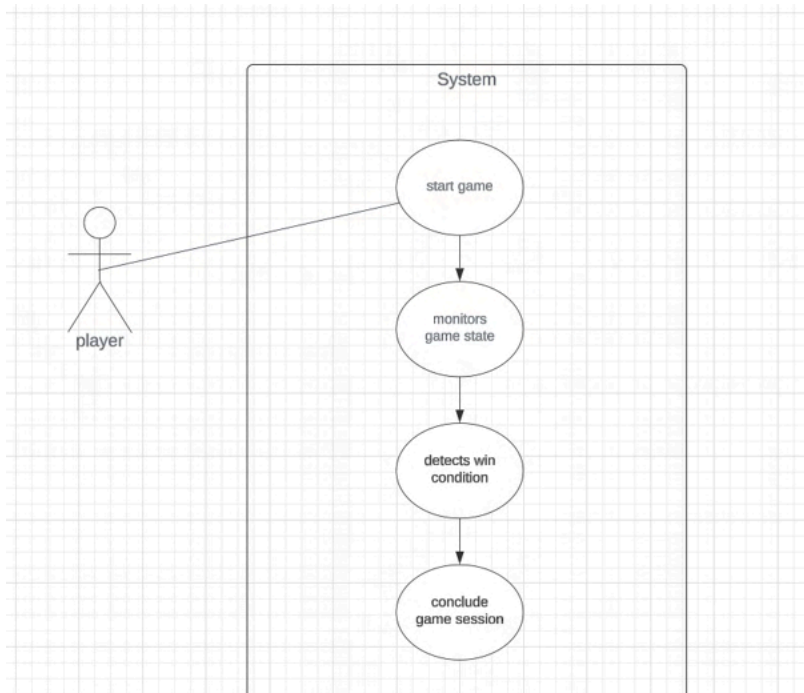 System
start game
player
monitors
game state
detects win
condition
conclude
game session